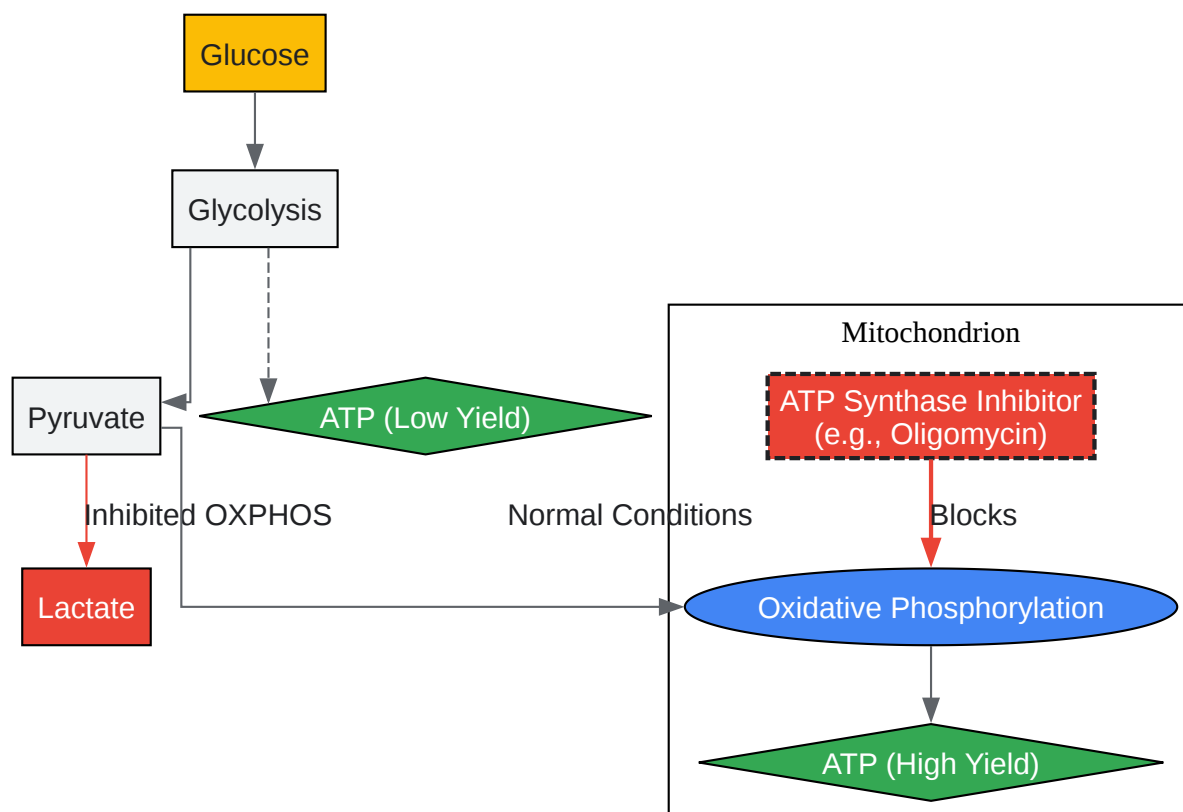 Glucose
Glycolysis
Mitochondrion
Pyruvate
ATP (Low Yield)
ATP Synthase Inhibitor
(e.g., Oligomycin)
Inhibited OXPHOS
Normal Conditions
Blocks
Lactate
Oxidative Phosphorylation
ATP (High Yield)